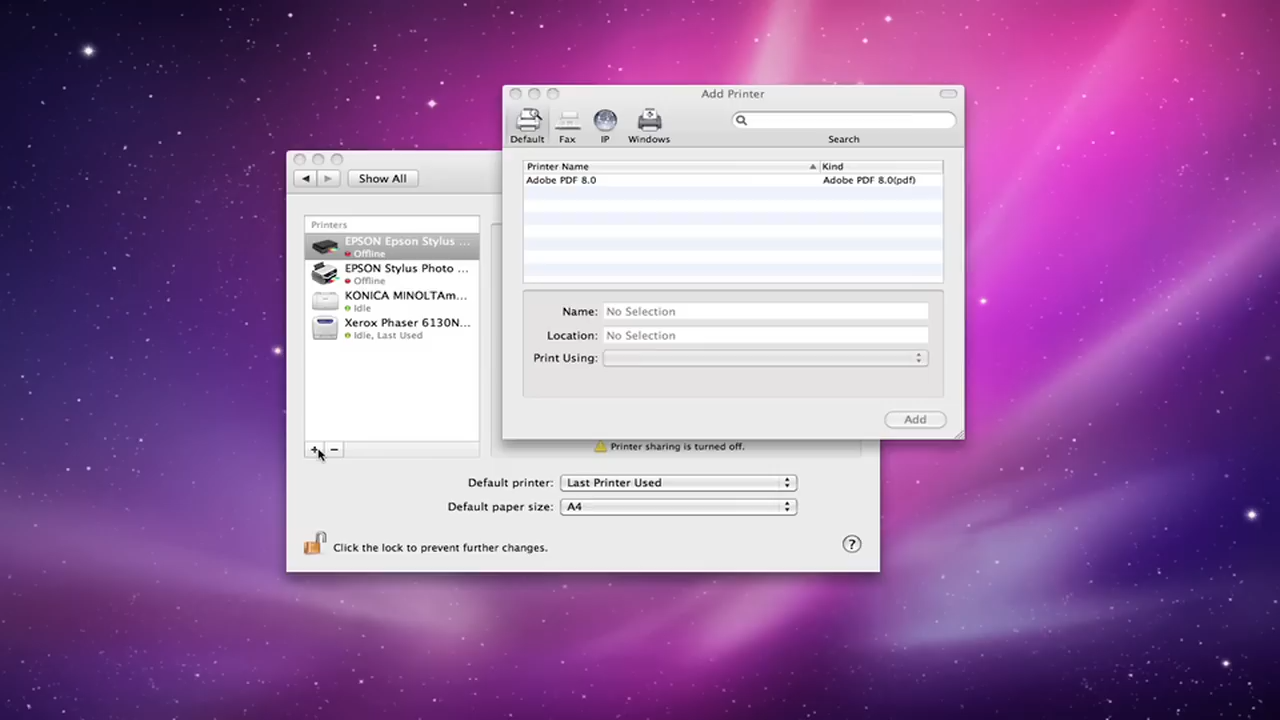 Add Printer
Default
Fax
IP
Windows
Search
Printer Name
Kind
Adobe PDF 8.0
Adobe PDF 8.0(pdf)
Name: No Selection
Location: No Selection
Print Using:
Add
Show All
Printers
EPSON Epson Stylus ...
Offline
EPSON Stylus Photo ...
Offline
KONICA MINOLTAm...
Idle
Xerox Phaser 6130N...
Idle, Last Used
+ −
Printer sharing is turned off.
Default printer: Last Printer Used
Default paper size: A4
Click the lock to prevent further changes.
?